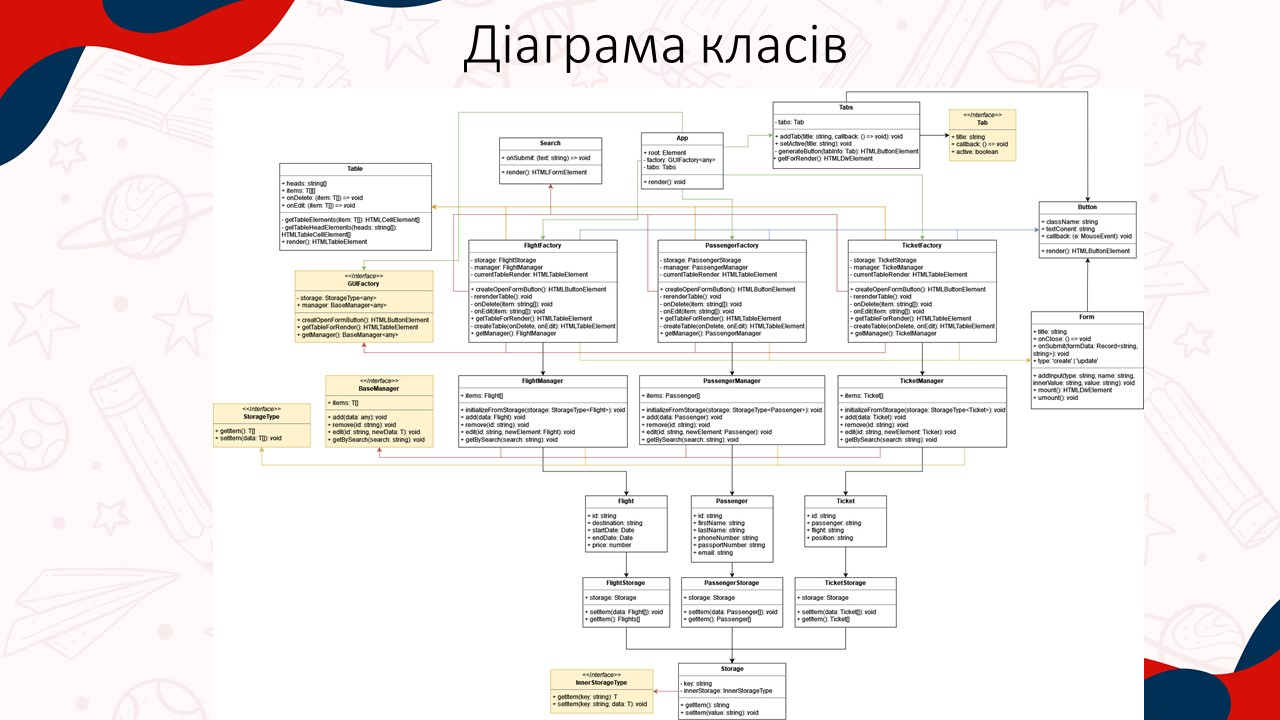 Діаграма класів
Tabs
- tabs: Tab
+ addTab(title: string, callback: () => void): void
+ setActive(title: string): void
- generateButton(tabInfo: Tab): HTMLButtonElement
+ getForRender(): HTMLDivElement
<<Interface>>
Tab
+ title: string
+ callback: () => void
+ active: boolean
App
+ root: Element
- factory: GUIFactory<any>
- tabs: Tabs
+ render(): void
Search
+ onSubmit: (text: string) => void
+ render(): HTMLFormElement
Table
+ heads: string[]
+ items: T[][]
+ onDelete: (item: T[]) => void
+ onEdit: (item: T[]) => void
- getTableElements(item: T[]): HTMLCellElement[]
- getTableHeadElements(heads: string[]):
HTMLTableCellElement[]
+ render(): HTMLTableElement
Button
+ className: string
+ textConent: string
+ callback: (e: MouseEvent): void
+ render(): HTMLButtonElement
FlightFactory
- storage: FlightStorage
- manager: FlightManager
- currentTableRender: HTMLTableElement
+ createOpenFormButton(): HTMLButtonElement
- rerenderTable(): void
- onDelete(item: string[]): void
- onEdit(item: string[]): void
+ getTableForRender(): HTMLTableElement
- createTable(onDelete, onEdit): HTMLTableElement
+ getManager(): FlightManager
PassengerFactory
- storage: PassengerStorage
- manager: PassengerManager
- currentTableRender: HTMLTableElement
+ createOpenFormButton(): HTMLButtonElement
- rerenderTable(): void
- onDelete(item: string[]): void
- onEdit(item: string[]): void
+ getTableForRender(): HTMLTableElement
- createTable(onDelete, onEdit): HTMLTableElement
+ getManager(): PassengerManager
TicketFactory
- storage: TicketStorage
- manager: TicketManager
- currentTableRender: HTMLTableElement
+ createOpenFormButton(): HTMLButtonElement
- rerenderTable(): void
- onDelete(item: string[]): void
- onEdit(item: string[]): void
+ getTableForRender(): HTMLTableElement
- createTable(onDelete, onEdit): HTMLTableElement
+ getManager(): TicketManager
<<Interface>>
GUIFactory
- storage: StorageType<any>
+ manager: BaseManager<any>
+ creatOpenFormButton(): HTMLButtonElement
+ getTableForRender(): HTMLTableElement
+ getManager(): BaseManager<any>
Form
+ title: string
+ onClose: () => void
+ onSubmit(formData: Record<string,
string>): void
+ type: 'create' | 'update'
+ addInput(type: string, name: string,
innerValue: string, value: string): void
+ mount(): HTMLDivElement
+ umount(): void
<<Interface>>
StorageType
+ getItem(): T[]
+ setItem(data: T[]): void
<<Interface>>
BaseManager
+ items: T[]
+ add(data: any): void
+ remove(id: string): void
+ edit(id: string, newData: T): void
+ getBySearch(search: string): void
FlightManager
+ items: Flight[]
+ initializeFromStorage(storage: StorageType<Flight>): void
+ add(data: Flight): void
+ remove(id: string): void
+ edit(id: string, newElement: Flight): void
+ getBySearch(search: string): void
PassengerManager
+ items: Passenger[]
+ initializeFromStorage(storage: StorageType<Passenger>): void
+ add(data: Passenger): void
+ remove(id: string): void
+ edit(id: string, newElement: Passenger): void
+ getBySearch(search: string): void
TicketManager
+ items: Ticket[]
+ initializeFromStorage(storage: StorageType<Ticket>): void
+ add(data: Ticket): void
+ remove(id: string): void
+ edit(id: string, newElement: Ticker): void
+ getBySearch(search: string): void
Flight
+ id: string
+ destination: string
+ startDate: Date
+ endDate: Date
+ price: number
Passenger
+ id: string
+ firstName: string
+ lastName: string
+ phoneNumber: string
+ passportNumber: string
+ email: string
Ticket
+ id: string
+ passenger: string
+ flight: string
+ position: string
FlightStorage
+ storage: Storage
+ setItem(data: Flight[]): void
+ getItem(): Flights[]
PassengerStorage
+ storage: Storage
+ setItem(data: Passenger[]): void
+ getItem(): Passenger[]
TicketStorage
+ storage: Storage
+ setItem(data: Ticket[]): void
+ getItem(): Ticket[]
<<Interface>>
InnerStorageType
+ getItem(key: string): T
+ setItem(key: string; data: T): void
Storage
- key: string
- innerStorage: InnerStorageType
+ getItem(): string
+ setItem(value: string): void